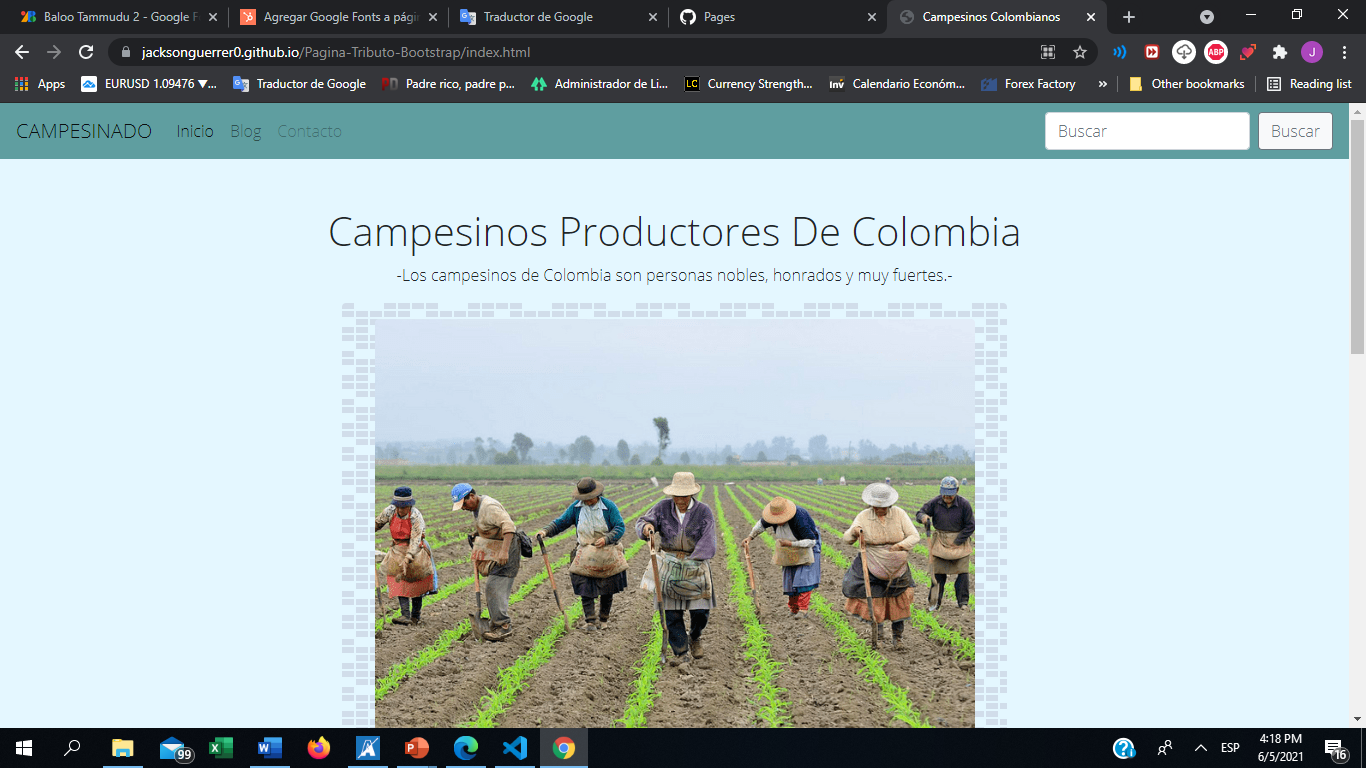 Baloo Tammudu 2 - Google F
Agregar Google Fonts a pági
Traductor de Google
Pages
Campesinos Colombianos
jacksonguerrer0.github.io/Pagina-Tributo-Bootstrap/index.html
ABP
J
Apps
EURUSD 1.09476 ▼...
Traductor de Google
Padre rico, padre p...
Administrador de Li...
LC
Currency Strength...
inv
Calendario Económ...
Forex Factory
»
Other bookmarks
Reading list
CAMPESINADO
Inicio
Blog
Contacto
Buscar
Buscar
Campesinos Productores De Colombia
-Los campesinos de Colombia son personas nobles, honrados y muy fuertes.-
99
ESP
4:18 PM
6/5/2021
16